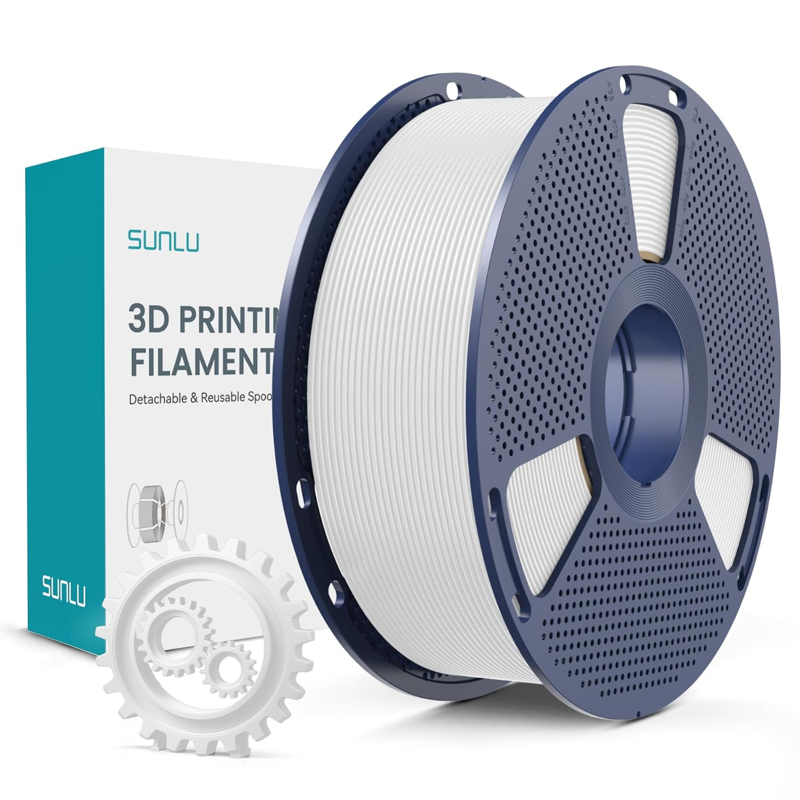 SUNLU
3D PRINTIN
FILAMENT
Detachable & Reusable Spoo
SUNLU